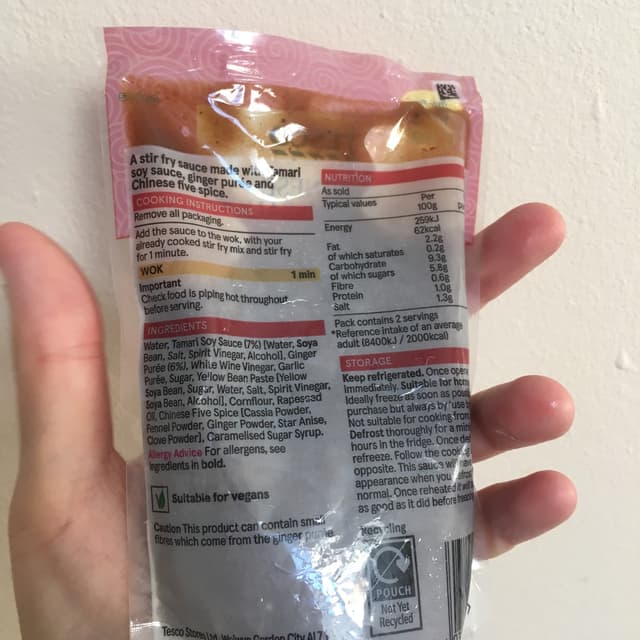 A stir fry sauce made with Tamari
soy sauce, ginger purée and
Chinese five spice.
COOKING INSTRUCTIONS
Remove all packaging.
Add the sauce to the wok, with your
already cooked stir fry mix and stir fry
for 1 minute.
WOK 1 min
Important
Check food is piping hot throughout
before serving.
INGREDIENTS
Water, Tamari Soy Sauce (7%) [Water, Soya
Bean, Salt, Spirit Vinegar, Alcohol], Ginger
Purée (6%), White Wine Vinegar, Garlic
Purée, Sugar, Yellow Bean Paste [Yellow
Soya Bean, Sugar, Water, Salt, Spirit Vinegar,
Soya Bean, Alcohol], Cornflour, Rapeseed
Oil, Chinese Five Spice [Cassia Powder,
Fennel Powder, Ginger Powder, Star Anise,
Clove Powder], Caramelised Sugar Syrup.
Allergy Advice For allergens, see
ingredients in bold.
Suitable for vegans
Caution This product can contain small
fibres which come from the ginger purée
Tesco Stores Ltd., Welwyn Garden City AL7
NUTRITION
As sold
Typical values Per
100g
Energy 259kJ
62kcal
Fat 2.2g
of which saturates 0.2g
Carbohydrate 9.3g
of which sugars 5.8g
Fibre 0.6g
Protein 1.0g
Salt 1.3g
Pack contains 2 servings
*Reference intake of an average
adult (8400kJ / 2000kcal)
STORAGE
Keep refrigerated. Once opened
immediately. Suitable for home
Ideally freeze as soon as
purchase but always by 'use
Not suitable for cooking from
Defrost thoroughly for a
hours in the fridge. Once
refreeze. Follow the cooking
opposite. This sauce
appearance when you
normal. Once reheated it
as good as it did before freezing
Recycling
POUCH
Not Yet
Recycled